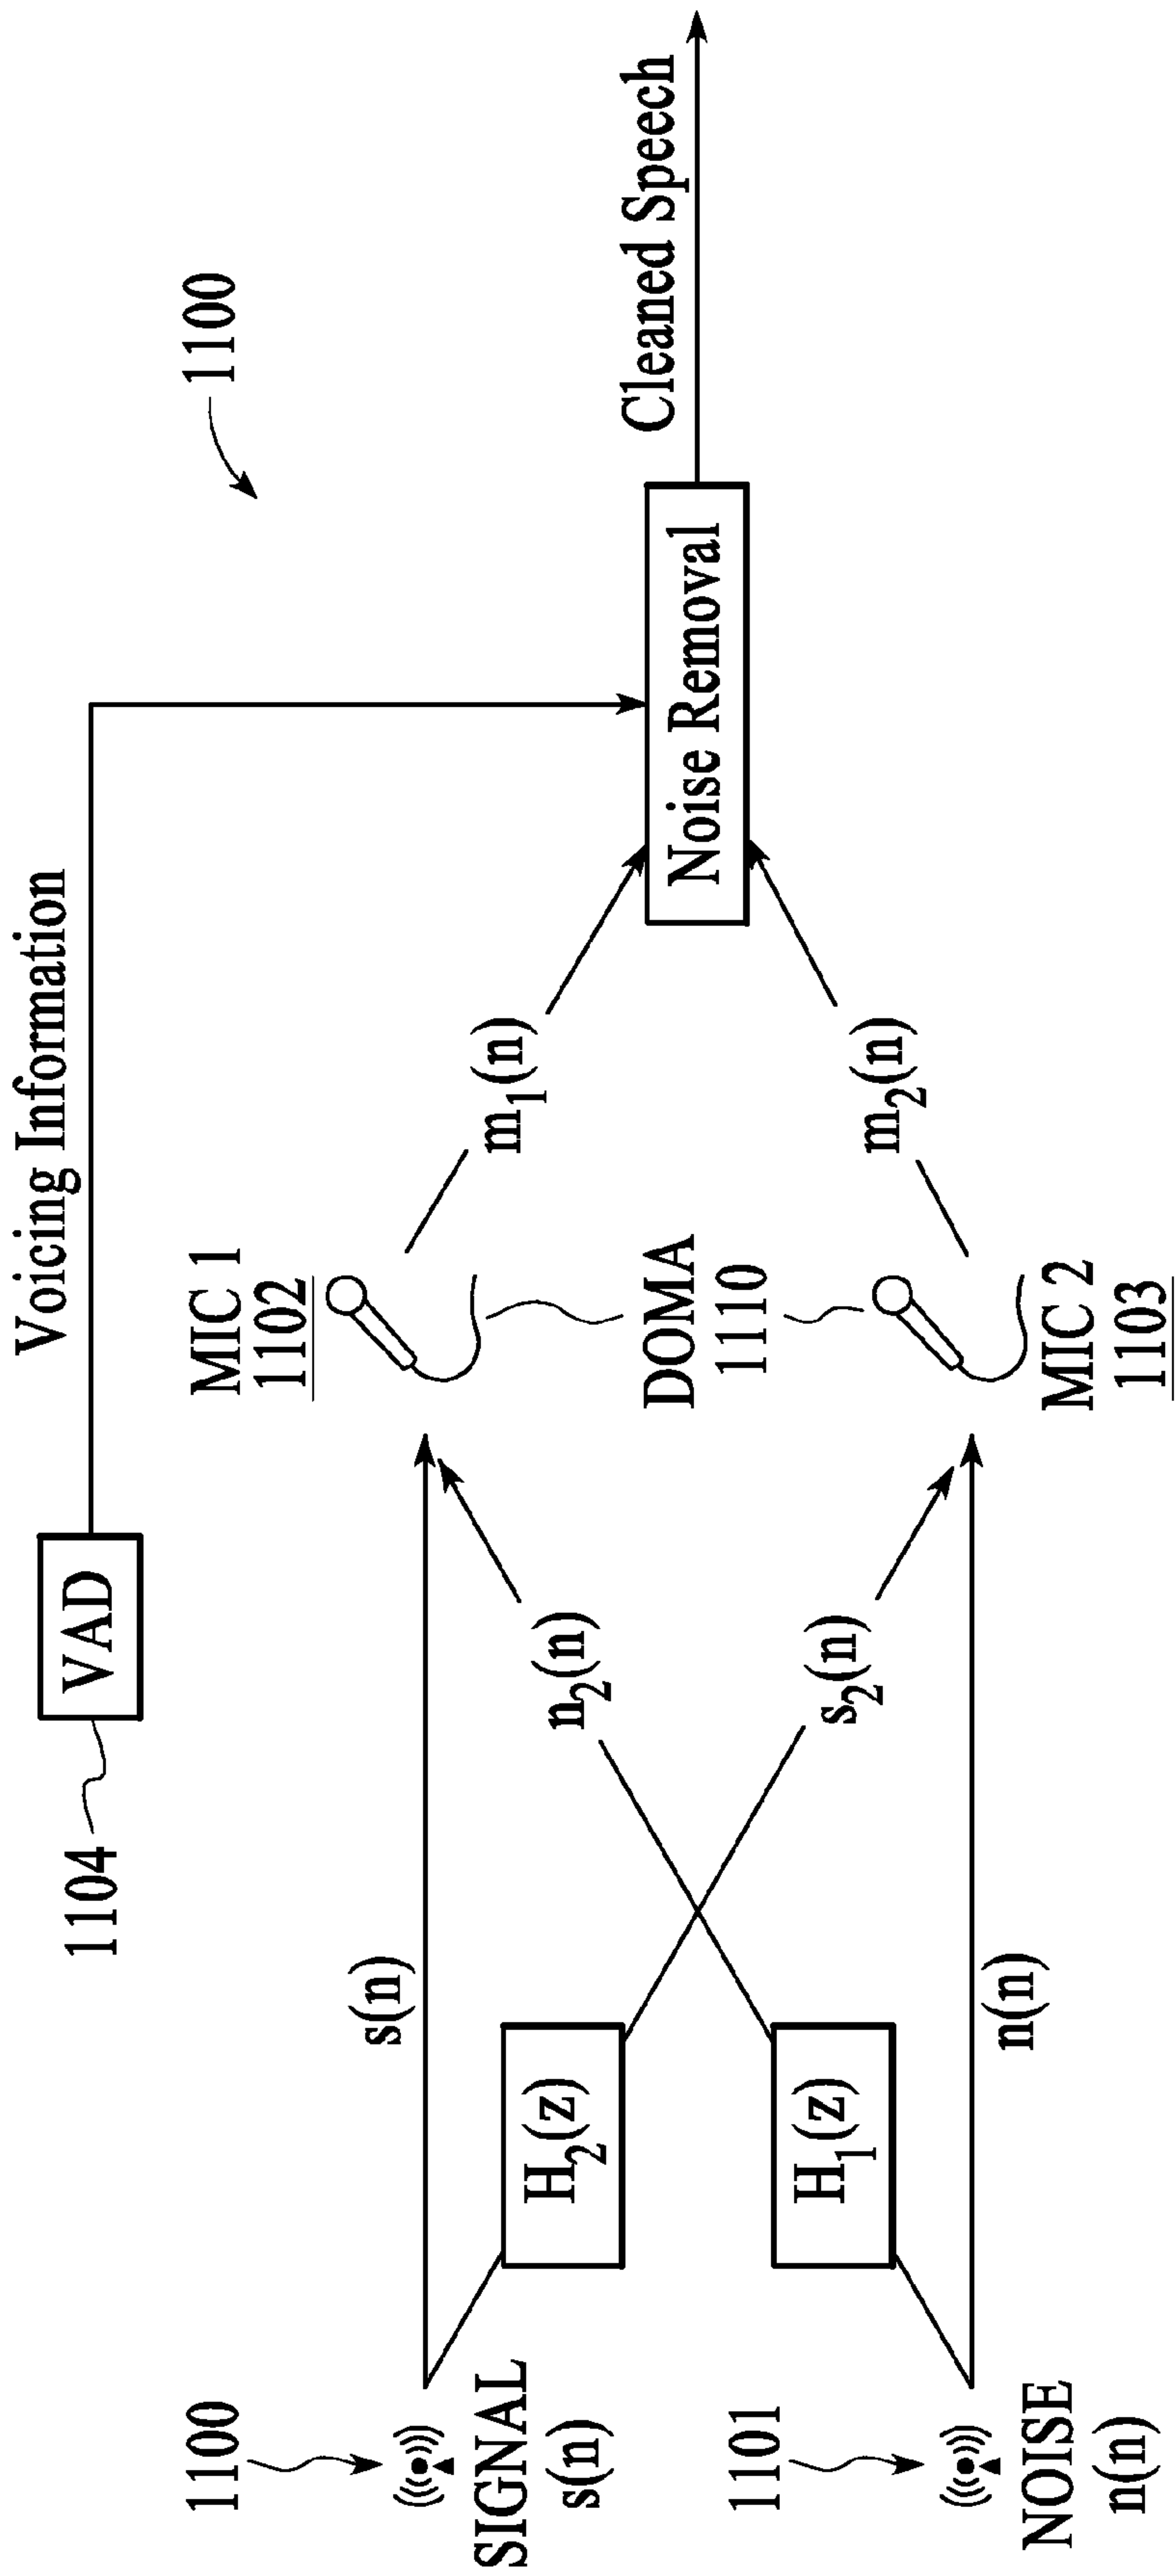 Voicing Information
VAD
1104
1100
MIC 1
1102
s(n)
1100
SIGNAL
s(n)
H2(z)
n2(n)
m1(n)
Noise Removal
Cleaned Speech
DOMA
1110
H1(z)
s2(n)
m2(n)
1101
NOISE
n(n)
n(n)
MIC 2
1103